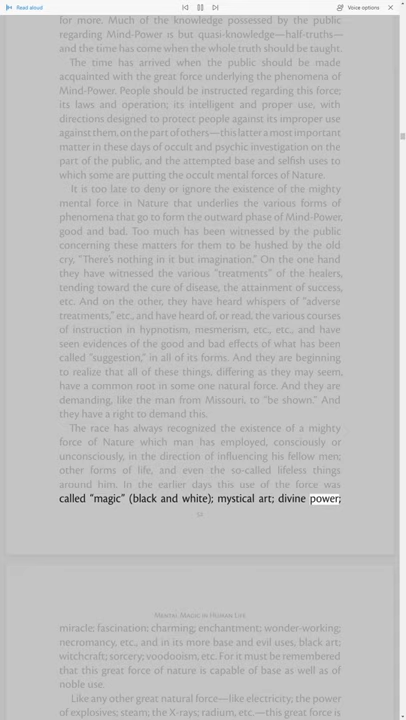 Read aloud
Voice options
for more. Much of the knowledge possessed by the public
regarding Mind-Power is but quasi-knowledge—half-truths—
and the time has come when the whole truth should be taught.
The time has arrived when the public should be made
acquainted with the great force underlying the phenomena of
Mind-Power. People should be instructed regarding this force;
its laws and operation; its intelligent and proper use, with
directions designed to protect people against its improper use
against them, on the part of others—this latter a most important
matter in these days of occult and psychic investigation on the
part of the public, and the attempted base and selfish uses to
which some are putting the occult mental forces of Nature.
It is too late to deny or ignore the existence of the mighty
mental force in Nature that underlies the various forms of
phenomena that go to form the outward phase of Mind-Power,
good and bad. Too much has been witnessed by the public
concerning these matters for them to be hushed by the old
cry, "There's nothing in it but imagination." On the one hand
they have witnessed the various "treatments" of the healers,
tending toward the cure of disease, the attainment of success,
etc. And on the other, they have heard whispers of "adverse
treatments," etc., and have heard of, or read, the various courses
of instruction in hypnotism, mesmerism, etc., etc., and have
seen evidences of the good and bad effects of what has been
called "suggestion," in all of its forms. And they are beginning
to realize that all of these things, differing as they may seem,
have a common root in some one natural force. And they are
demanding, like the man from Missouri, to "be shown." And
they have a right to demand this.
The race has always recognized the existence of a mighty
force of Nature which man has employed, consciously or
unconsciously, in the direction of influencing his fellow men;
other forms of life, and even the so-called lifeless things
around him. In the earlier days this use of the force was
called "magic" (black and white); mystical art; divine power;
Mental Magic in Human Life
miracle; fascination; charming; enchantment; wonder-working;
necromancy, etc., and in its more base and evil uses, black art;
witchcraft; sorcery; voodooism, etc. For it must be remembered
that this great force of nature is capable of base as well as of
noble use.
Like any other great natural force—like electricity; the power
of explosives; steam, the X-rays; radium, etc.,—this great force is